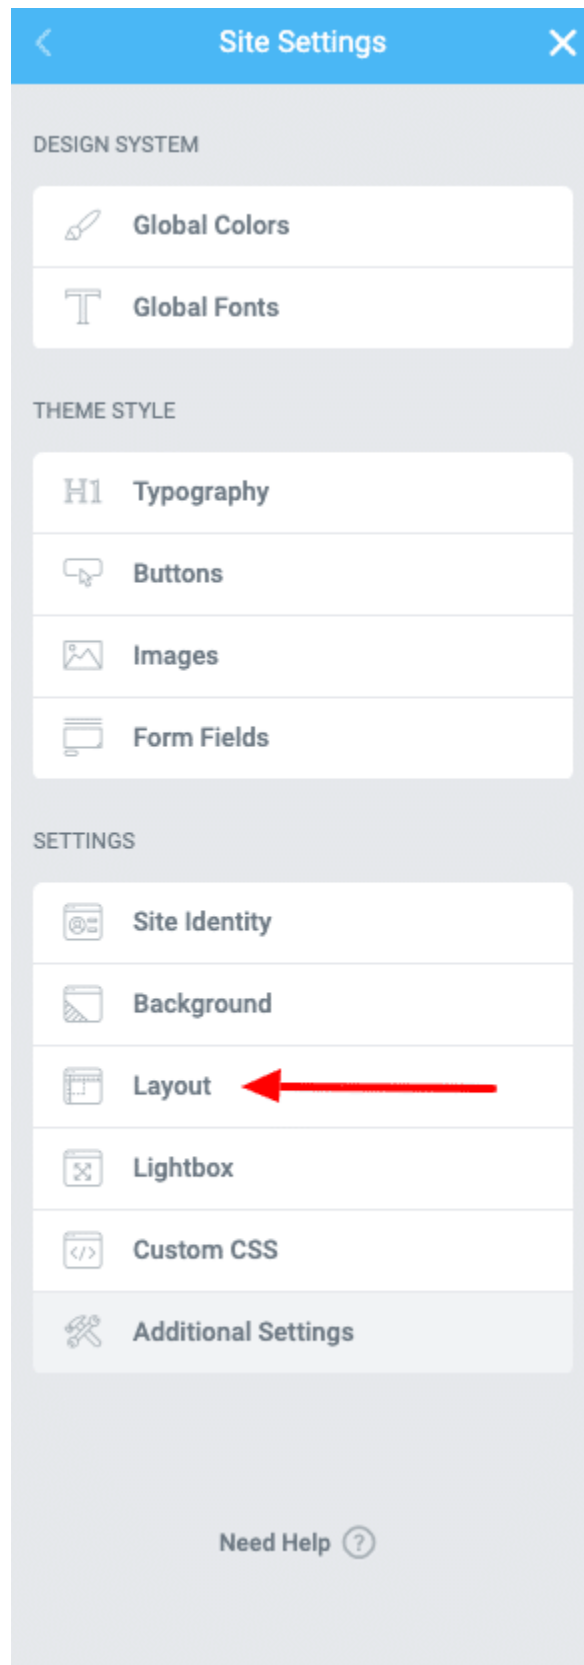 Site Settings
DESIGN SYSTEM
Global Colors
Global Fonts
THEME STYLE
H1 Typography
Buttons
Images
Form Fields
SETTINGS
Site Identity
Background
Layout
Lightbox
</> Custom CSS
Additional Settings
Need Help ?